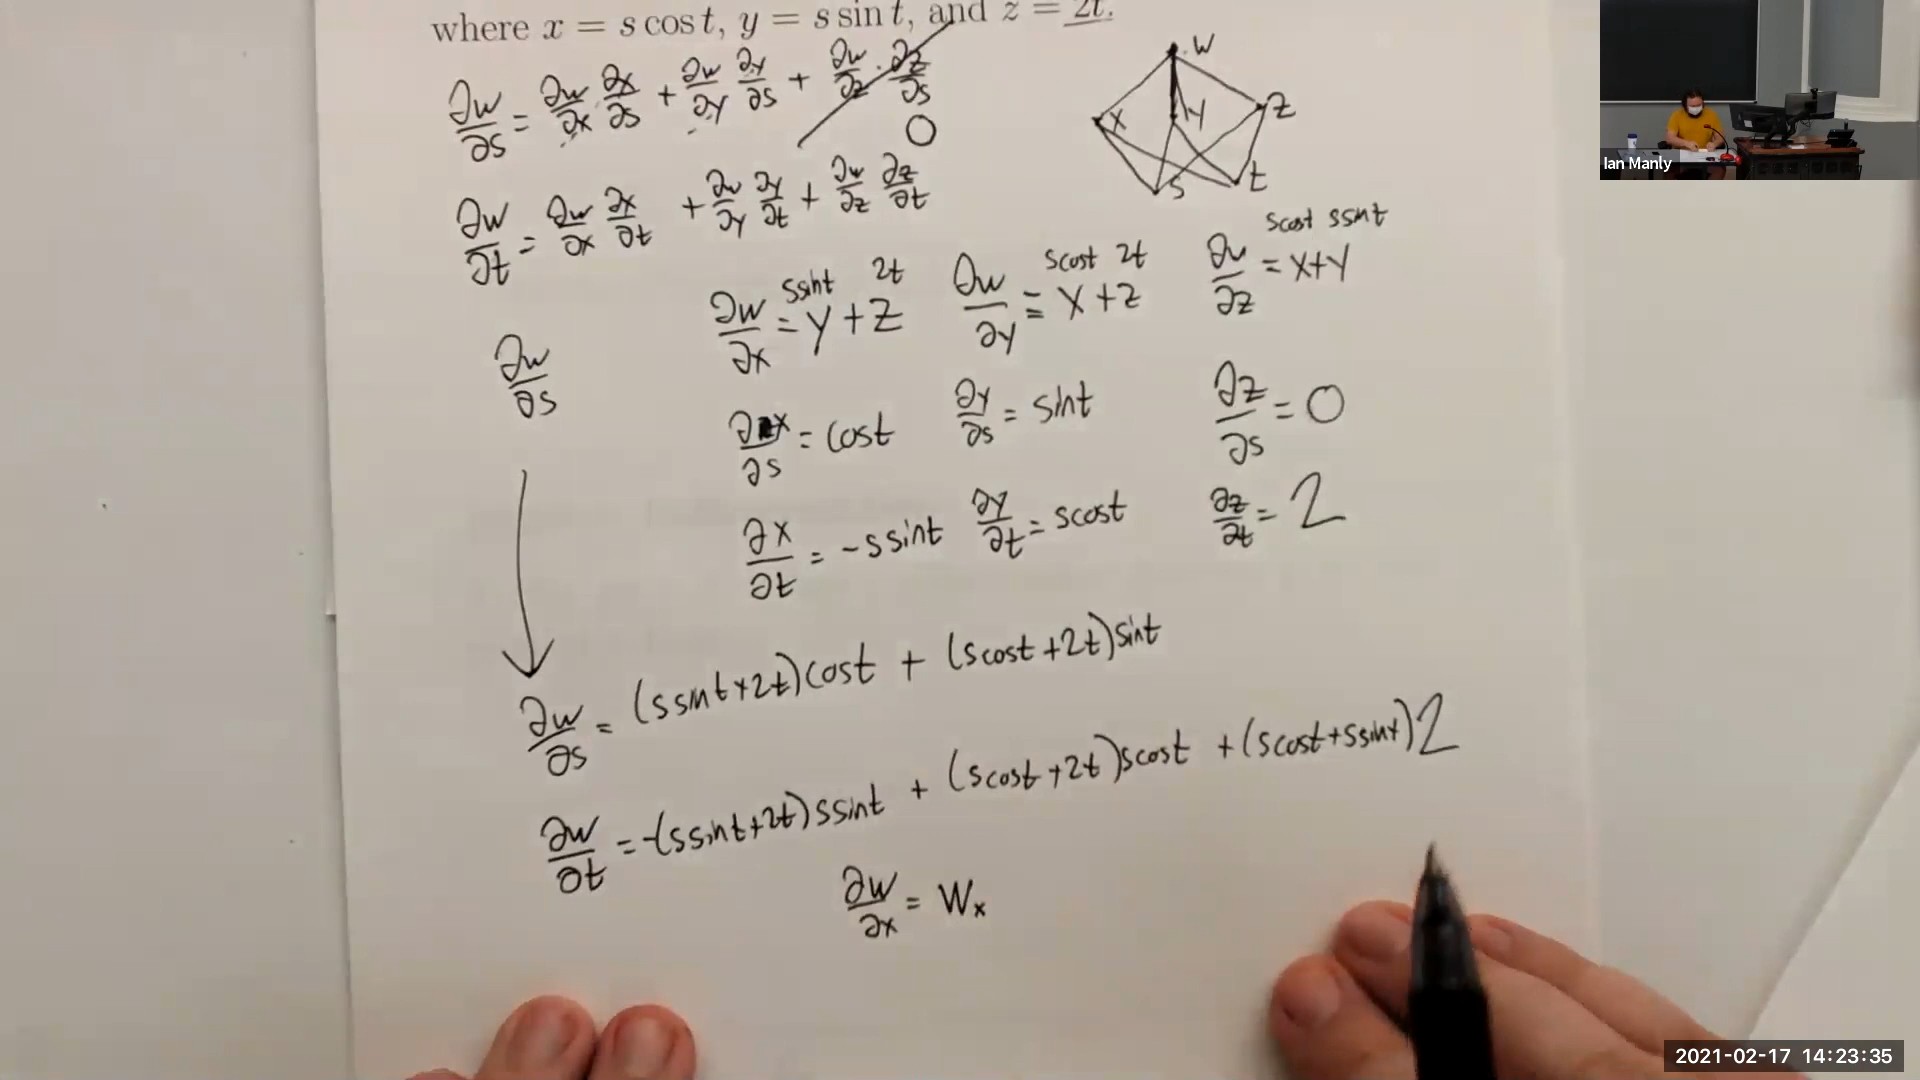 where x = s cos t, y = s sin t, and z = 2t.
∂w/∂s = ∂w/∂x ∂x/∂s + ∂w/∂y ∂y/∂s + ∂w/∂z · ∂z/∂s
0
∂w/∂t = ∂w/∂x ∂x/∂t + ∂w/∂y ∂y/∂t + ∂w/∂z ∂z/∂t
w
x y z
s t
ssint 2t scost 2t scost ssint
∂w/∂x = y + z ∂w/∂y = x + z ∂w/∂z = x+y
∂w/∂s
∂x/∂s = cost ∂y/∂s = sint ∂z/∂s = 0
∂x/∂t = -ssint ∂y/∂t = scost ∂z/∂t = 2
∂w/∂s = (ssint+2t)cost + (scost+2t)sint
∂w/∂t = -(ssint+2t)ssint + (scost+2t)scost + (scost+ssint)2
∂w/∂x = Wx
Ian Manly
2021-02-17 14:23:35